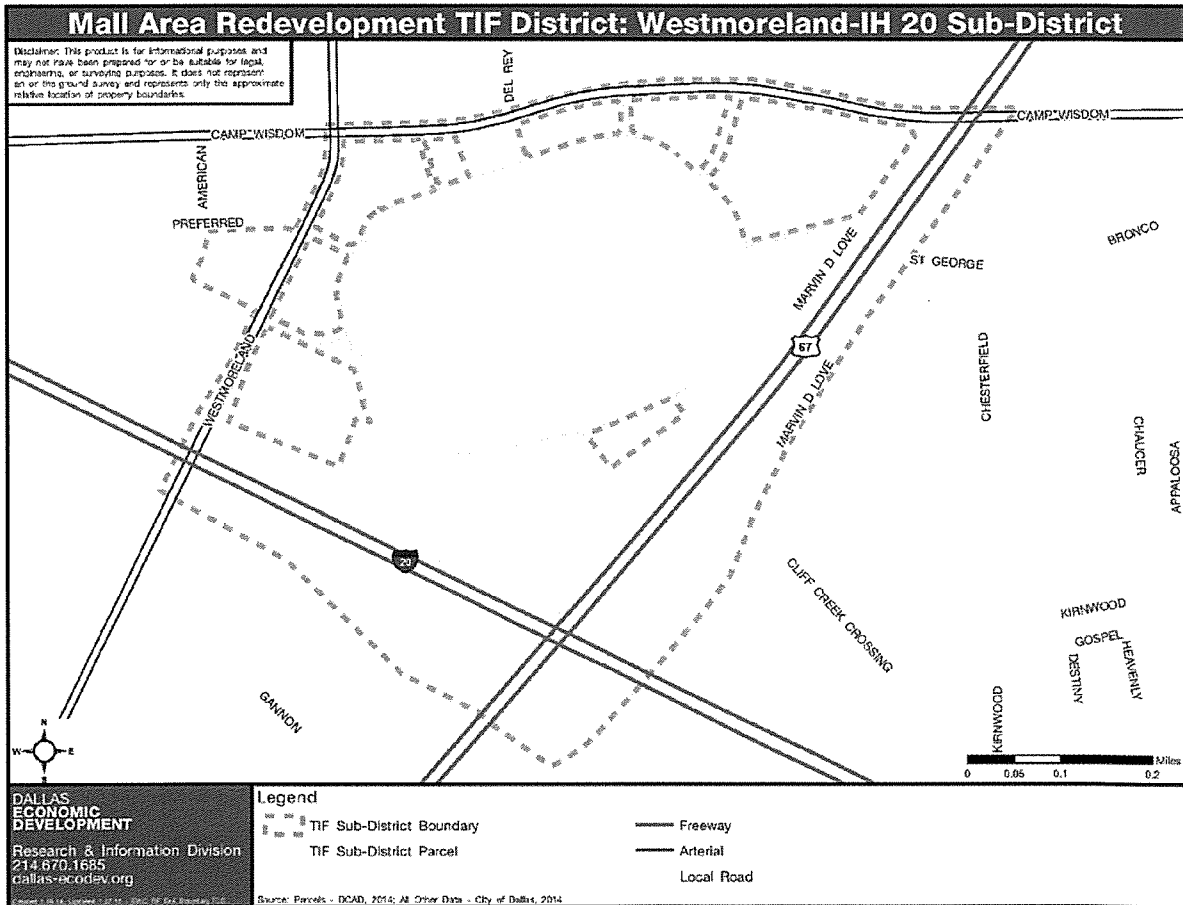 Mall Area Redevelopment TIF District: Westmoreland-IH 20 Sub-District
Disclaimer: This product is for informational purposes and
may not have been prepared for or be suitable for legal,
engineering, or surveying purposes. It does not represent
an on the ground survey and represents only the approximate
relative location of property boundaries.
DEL REY
CAMP WISDOM
CAMP WISDOM
AMERICAN
PREFERRED
BRONCO
MARVIN D LOVE
ST GEORGE
67
WESTMORELAND
MARVIN D LOVE
CHESTERFIELD
CHAUCER
APPALOOSA
20
CLIFF CREEK CROSSING
KIRNWOOD
GOSPEL
HEAVENLY
DESTINY
GANNON
KIRNWOOD
N
W E
S
Miles
0 0.05 0.1 0.2
DALLAS
ECONOMIC
DEVELOPMENT
Research & Information Division
214.670.1685
dallas-ecodev.org
Legend
TIF Sub-District Boundary
TIF Sub-District Parcel
Freeway
Arterial
Local Road
Source: Parcels - DCAD, 2014; All Other Data - City of Dallas, 2014